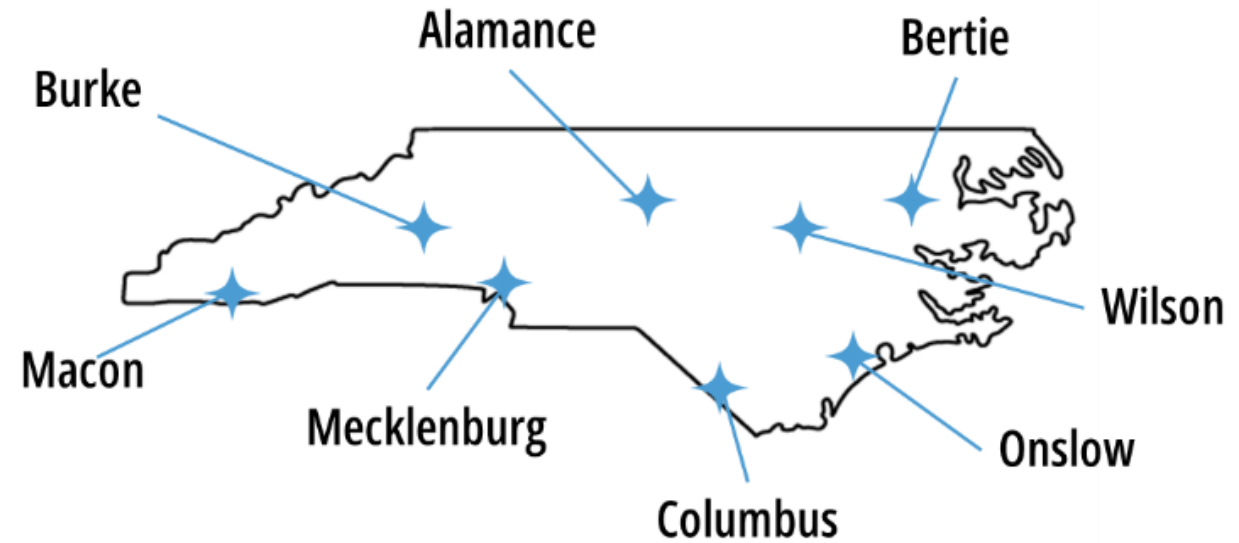 Alamance
Bertie
Burke
Wilson
Macon
Mecklenburg
Onslow
Columbus